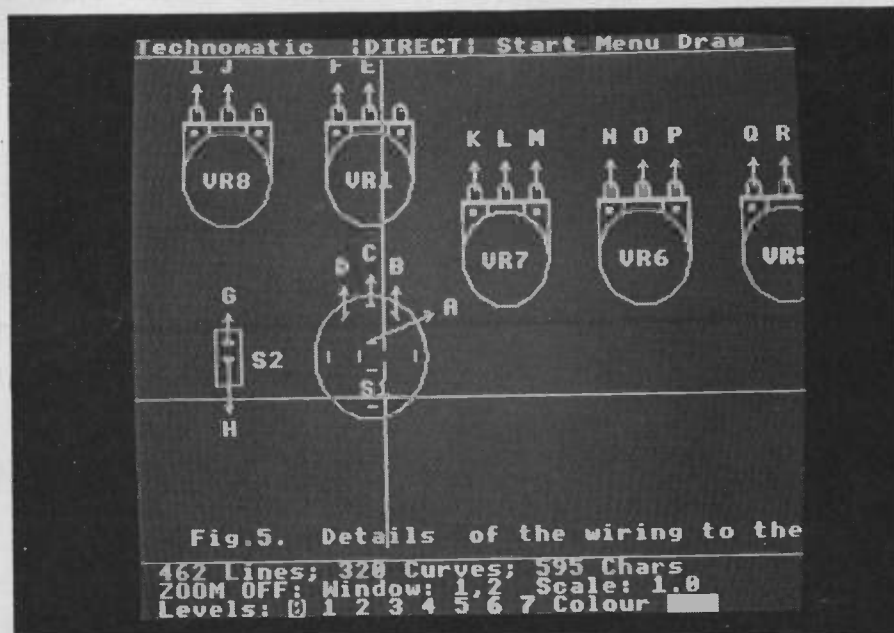 Technomatic :DIRECT: Start Menu Draw
I J F E
K L M N O P Q R
VR8 VR1
VR7 VR6 VR5
D C B
A
G
S2
S1
H
Fig.5. Details of the wiring to the
462 Lines; 320 Curves; 595 Chars
ZOOM OFF: Window: 1,2 Scale: 1.0
Levels: 0 1 2 3 4 5 6 7 Colour